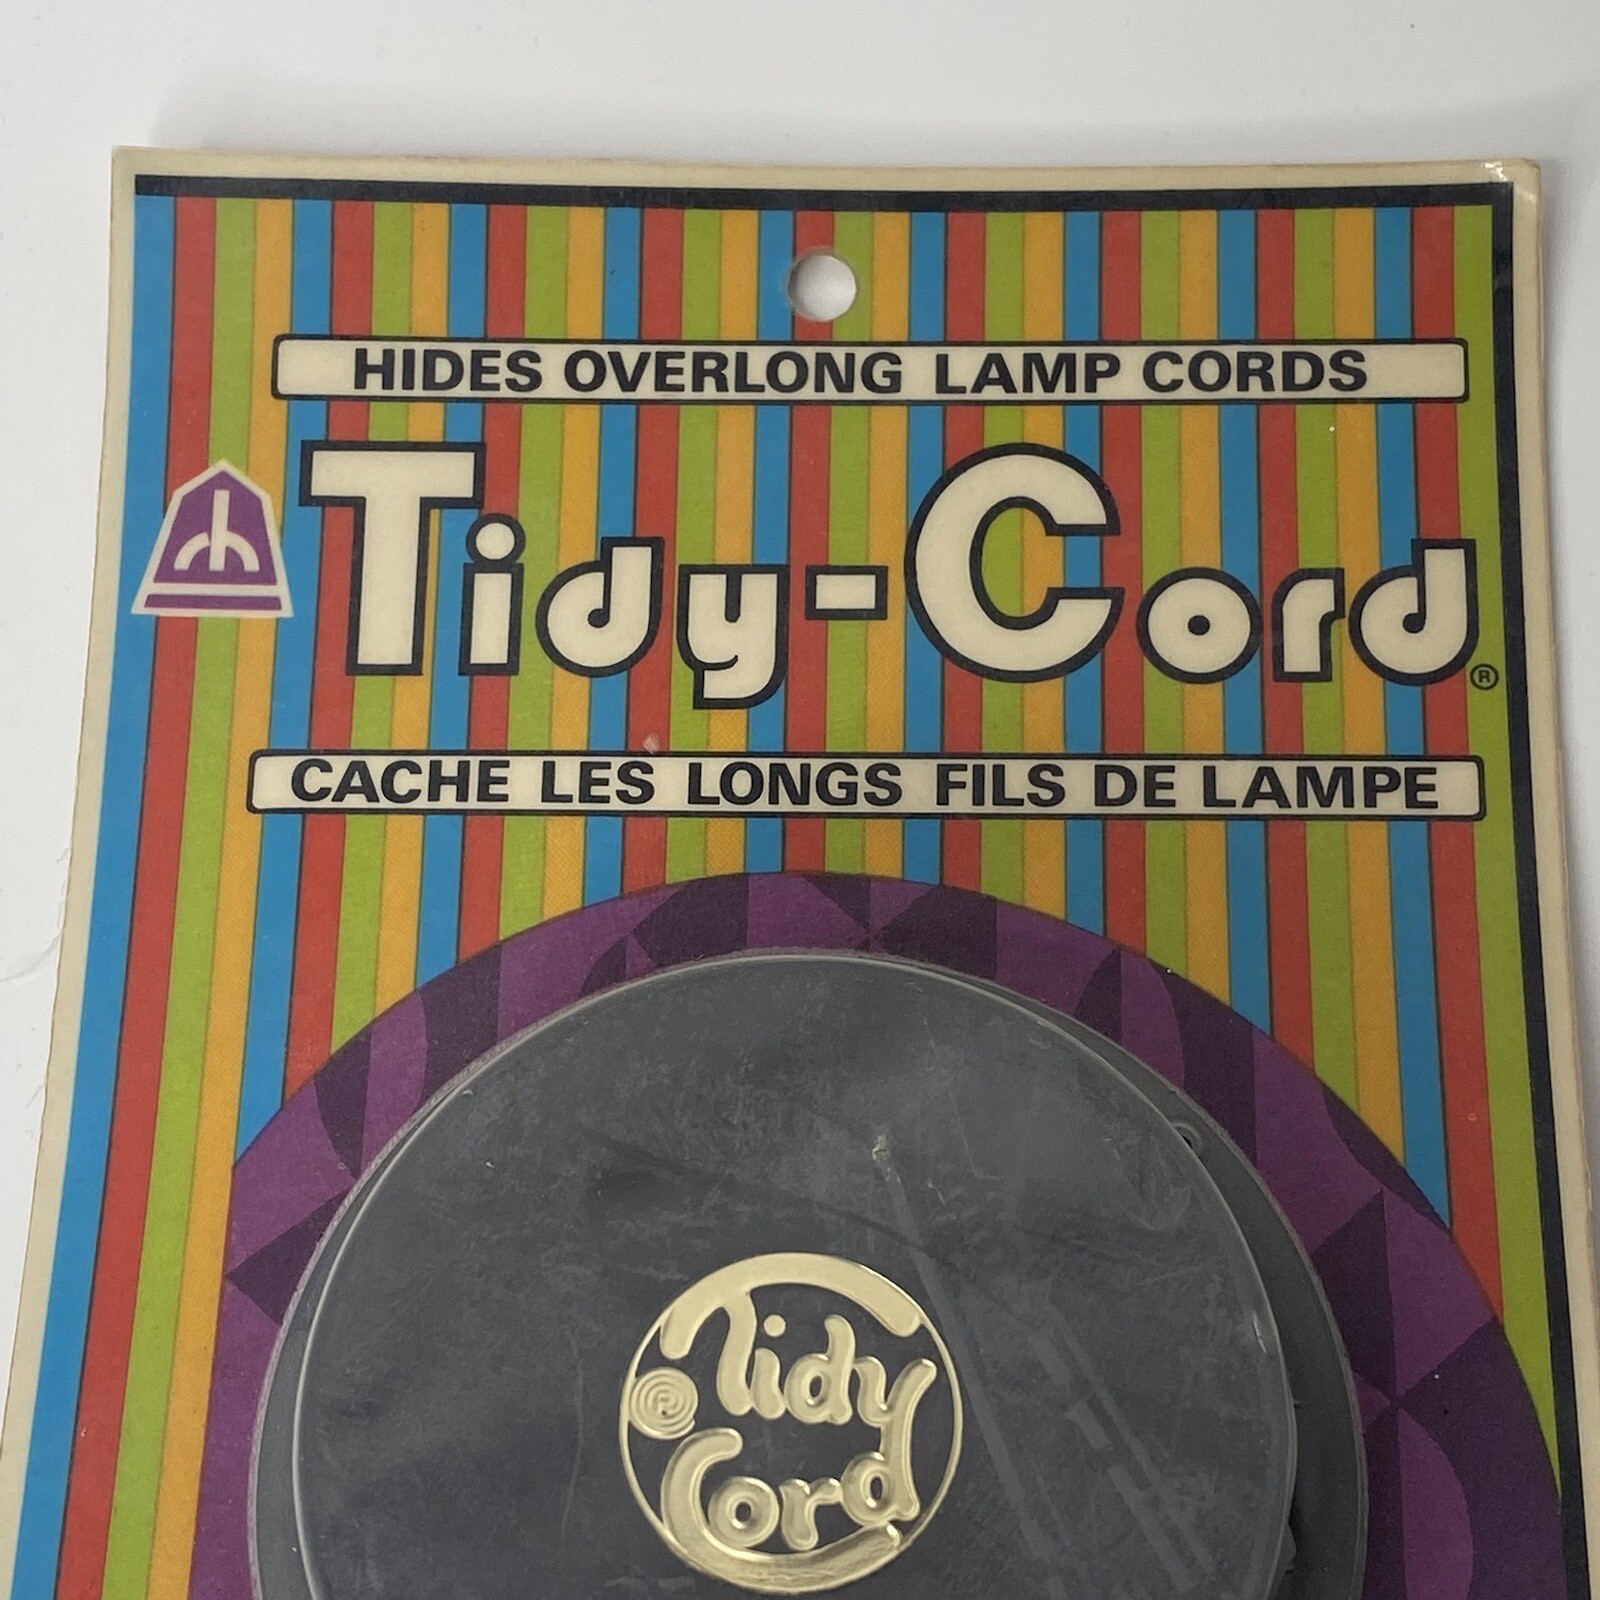 HIDES OVERLONG LAMP CORDS
Tidy-Cord®
CACHE LES LONGS FILS DE LAMPE
Tidy
Cord